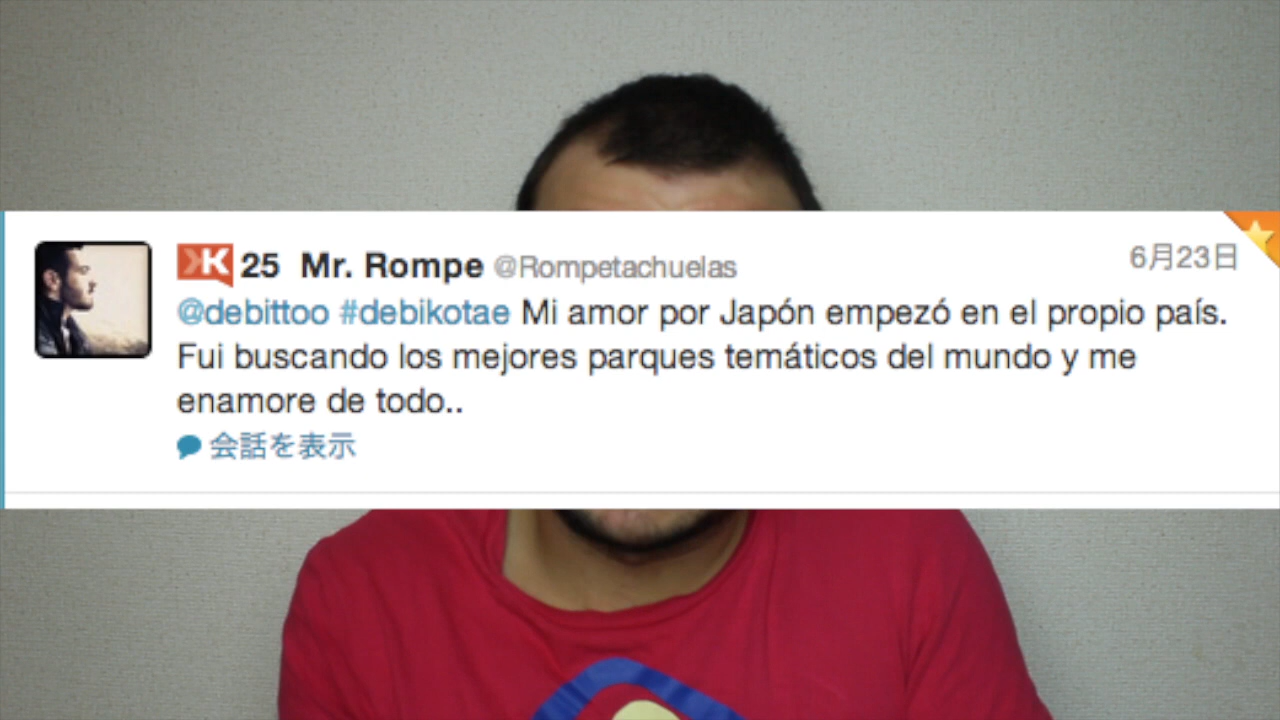 K 25 Mr. Rompe @Rompetachuelas 6月23日
@debittoo #debikotae Mi amor por Japón empezó en el propio país.
Fui buscando los mejores parques temáticos del mundo y me
enamore de todo..
会話を表示